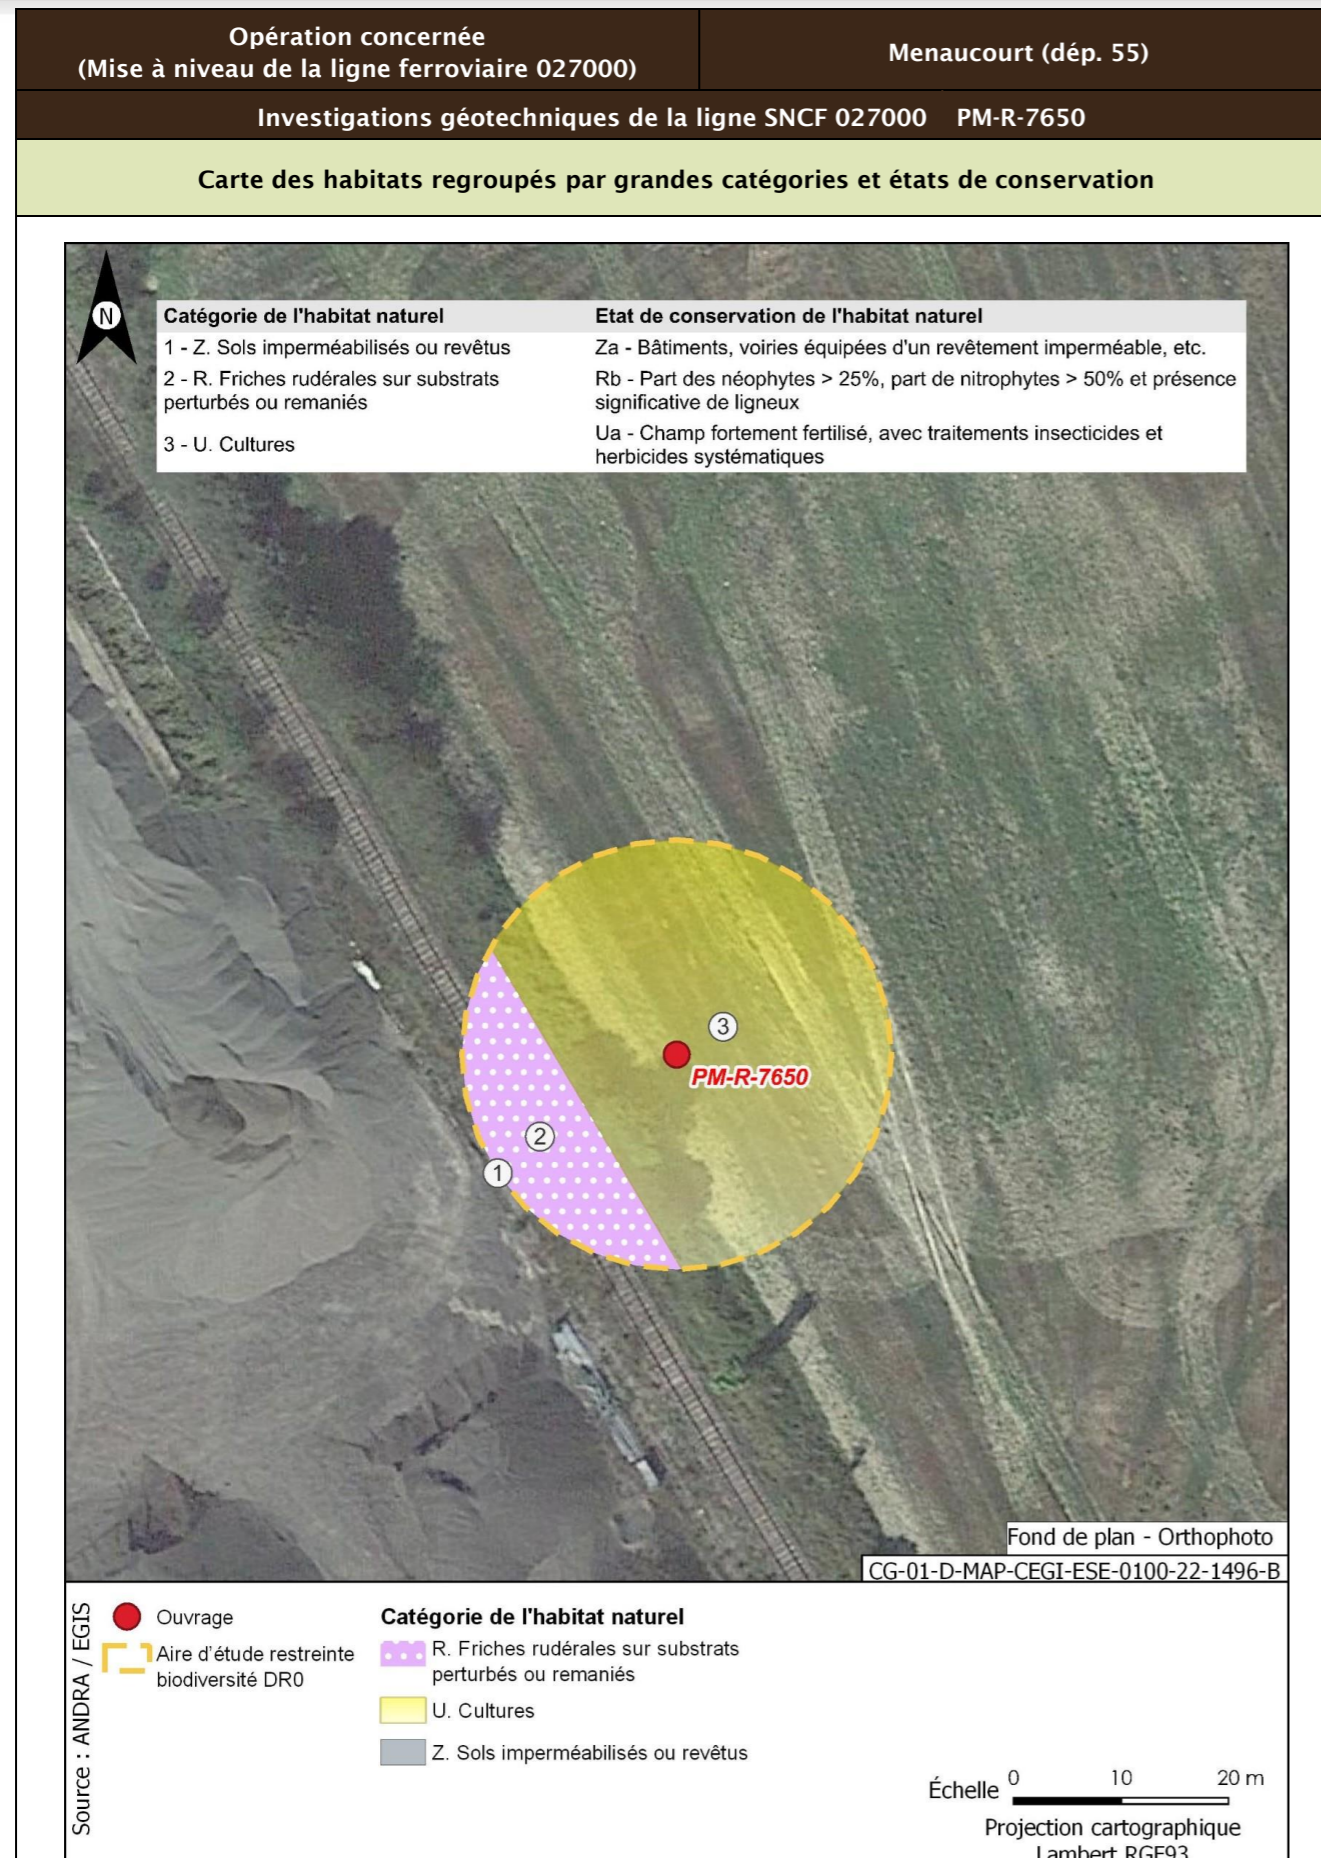 Opération concernée
(Mise à niveau de la ligne ferroviaire 027000)
Menaucourt (dép. 55)
Investigations géotechniques de la ligne SNCF 027000 PM-R-7650
Carte des habitats regroupés par grandes catégories et états de conservation
N
Catégorie de l'habitat naturel
Etat de conservation de l'habitat naturel
1 - Z. Sols imperméabilisés ou revêtus
Za - Bâtiments, voiries équipées d'un revêtement imperméable, etc.
2 - R. Friches rudérales sur substrats
perturbés ou remaniés
Rb - Part des néophytes > 25%, part de nitrophytes > 50% et présence
significative de ligneux
3 - U. Cultures
Ua - Champ fortement fertilisé, avec traitements insecticides et
herbicides systématiques
3
PM-R-7650
2
1
Fond de plan - Orthophoto
CG-01-D-MAP-CEGI-ESE-0100-22-1496-B
Source : ANDRA / EGIS
Ouvrage
Aire d'étude restreinte
biodiversité DR0
Catégorie de l'habitat naturel
R. Friches rudérales sur substrats
perturbés ou remaniés
U. Cultures
Z. Sols imperméabilisés ou revêtus
Échelle 0 10 20 m
Projection cartographique
Lambert RGF93